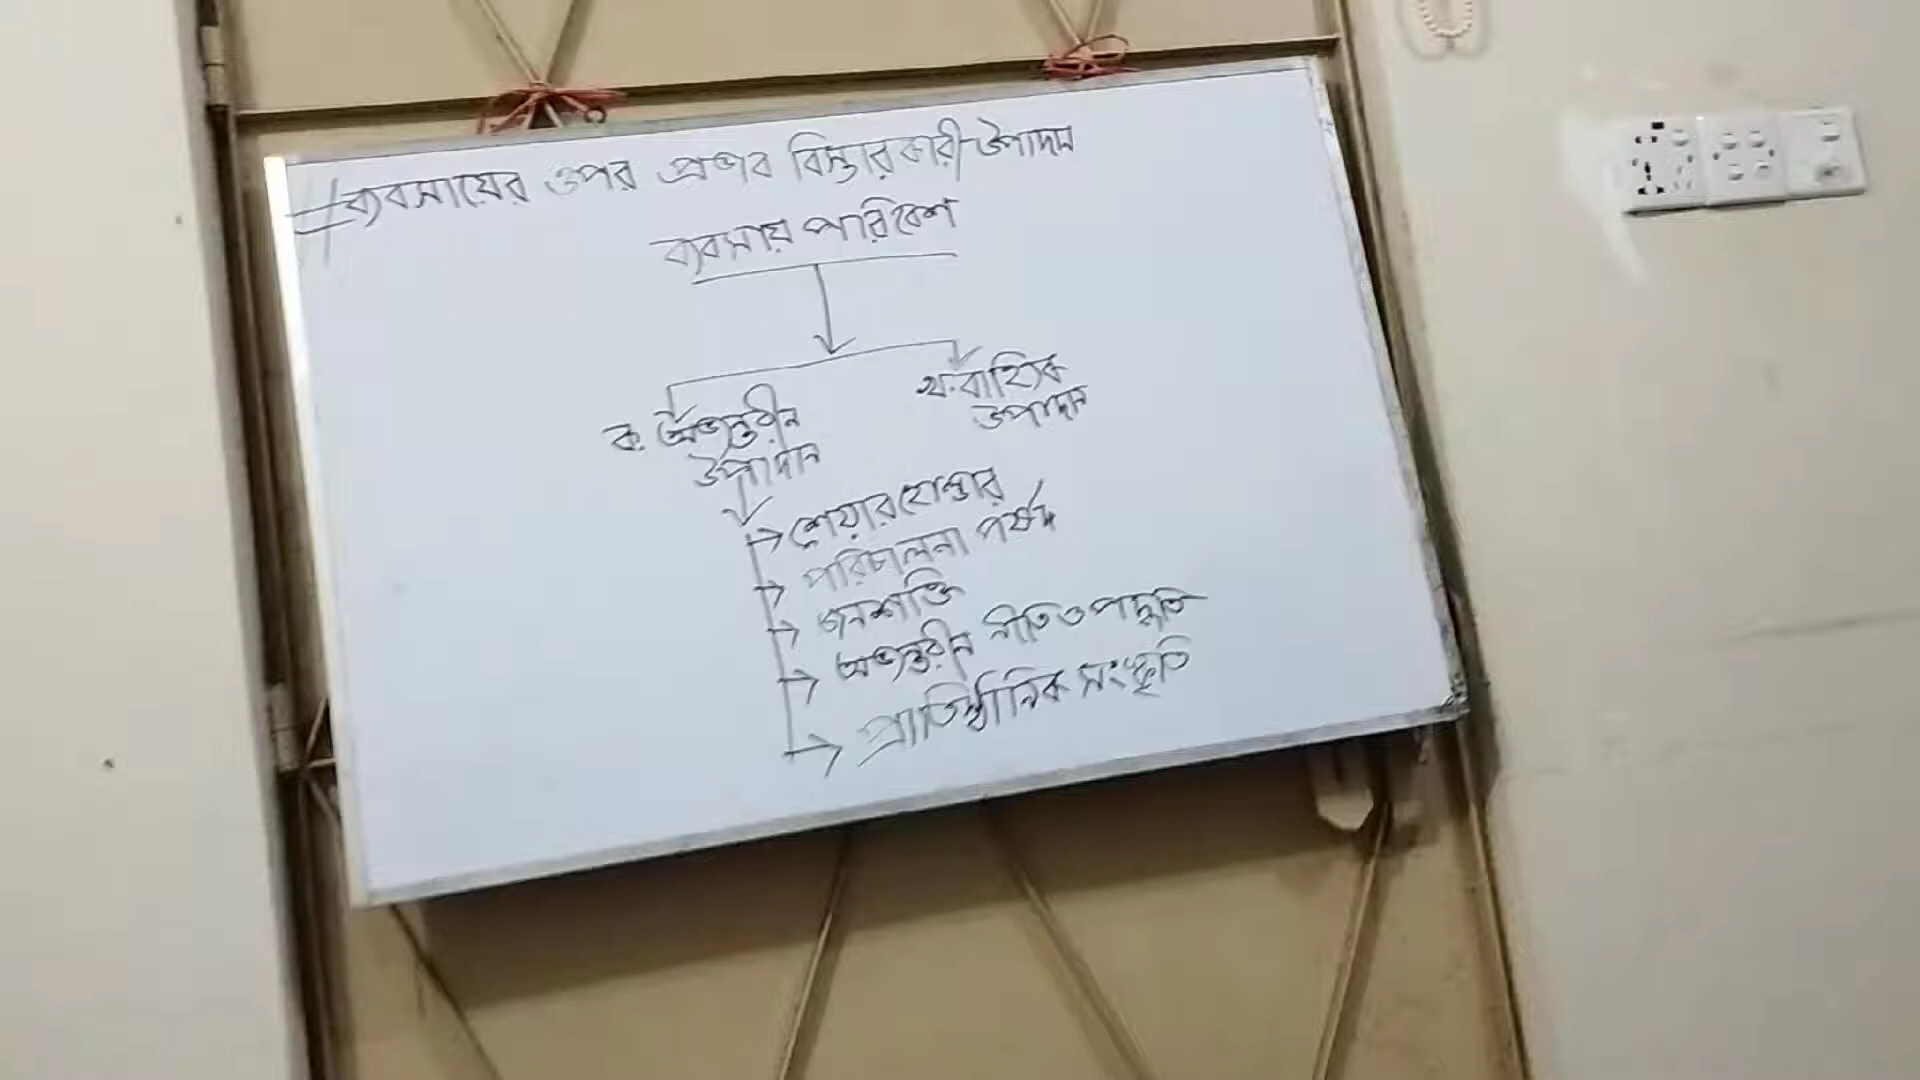 # ব্যবসায়ের ওপর প্রভাব বিস্তারকারী উপাদান
ব্যবসায় পরিবেশ
ক. অভ্যন্তরীন উপাদান
খ. বাহ্যিক উপাদান
→ শেয়ারহোল্ডার
→ পরিচালনা পর্ষদ
→ জনশক্তি
→ অভ্যন্তরীন নীতি ও পদ্ধতি
→ প্রাতিষ্ঠানিক সংস্কৃতি